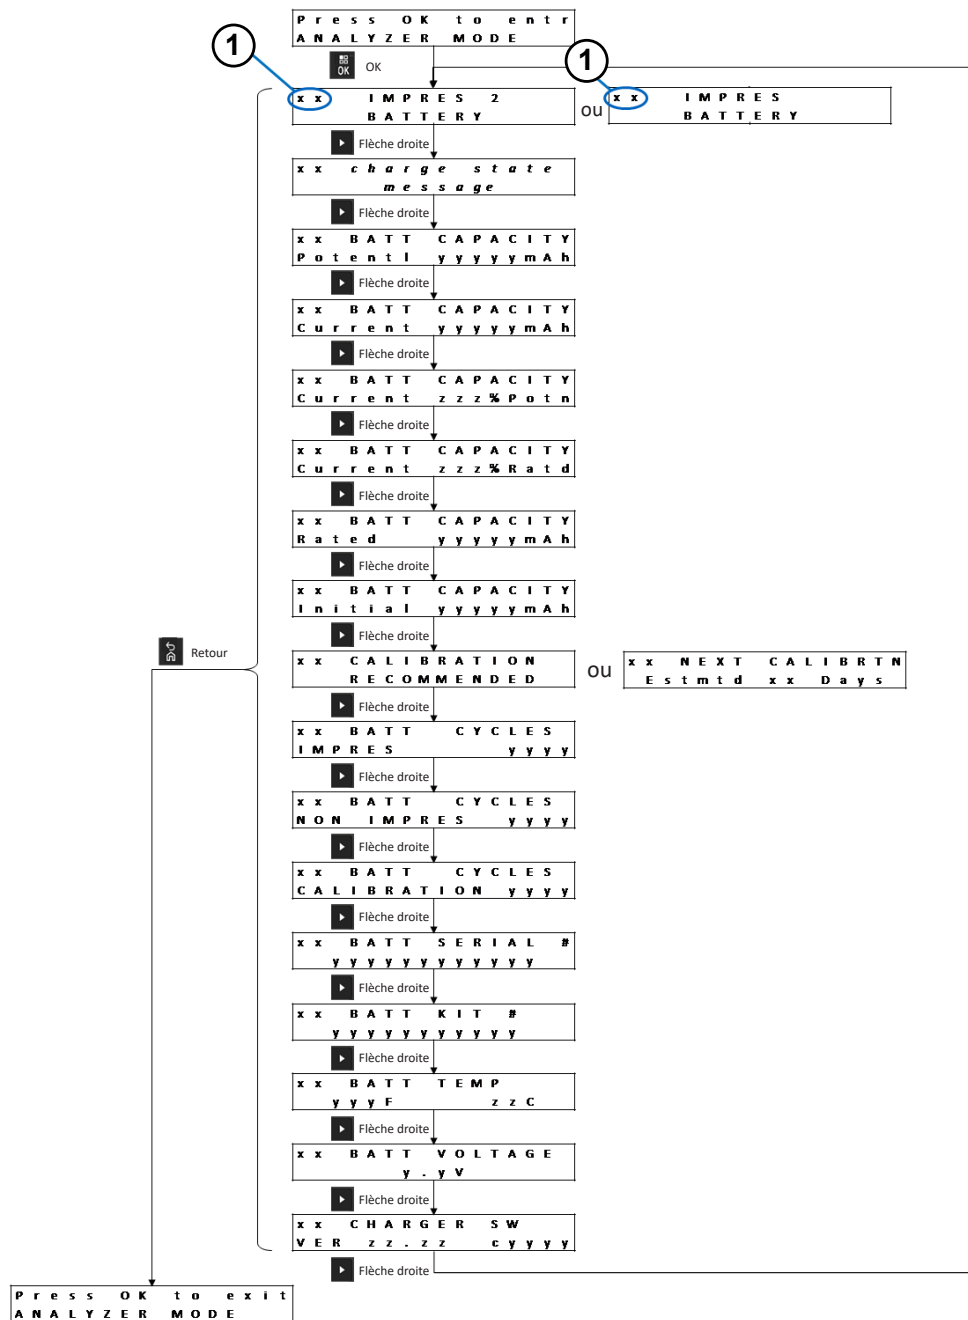 Press OK to entr
ANALYZER MODE
1
OK OK
1
xx IMPRES 2
BATTERY
ou
xx IMPRES
BATTERY
Flèche droite
xx charge state
message
Flèche droite
xx BATT CAPACITY
Potentl yyyyymAh
Flèche droite
xx BATT CAPACITY
Current yyyyymAh
Flèche droite
xx BATT CAPACITY
Current zzz%Potn
Flèche droite
xx BATT CAPACITY
Current zzz%Ratd
Flèche droite
xx BATT CAPACITY
Rated yyyyymAh
Flèche droite
xx BATT CAPACITY
Initial yyyyymAh
Flèche droite
Retour
xx CALIBRATION
RECOMMENDED
ou
xx NEXT CALIBRTN
Estmtd xx Days
Flèche droite
xx BATT CYCLES
IMPRES yyyy
Flèche droite
xx BATT CYCLES
NON IMPRES yyyy
Flèche droite
xx BATT CYCLES
CALIBRATION yyyy
Flèche droite
xx BATT SERIAL #
yyyyyyyyyyyy
Flèche droite
xx BATT KIT #
yyyyyyyyyyy
Flèche droite
xx BATT TEMP
yyyF zzC
Flèche droite
xx BATT VOLTAGE
y.yV
Flèche droite
xx CHARGER SW
VER zz.zz cyyyy
Flèche droite
Press OK to exit
ANALYZER MODE